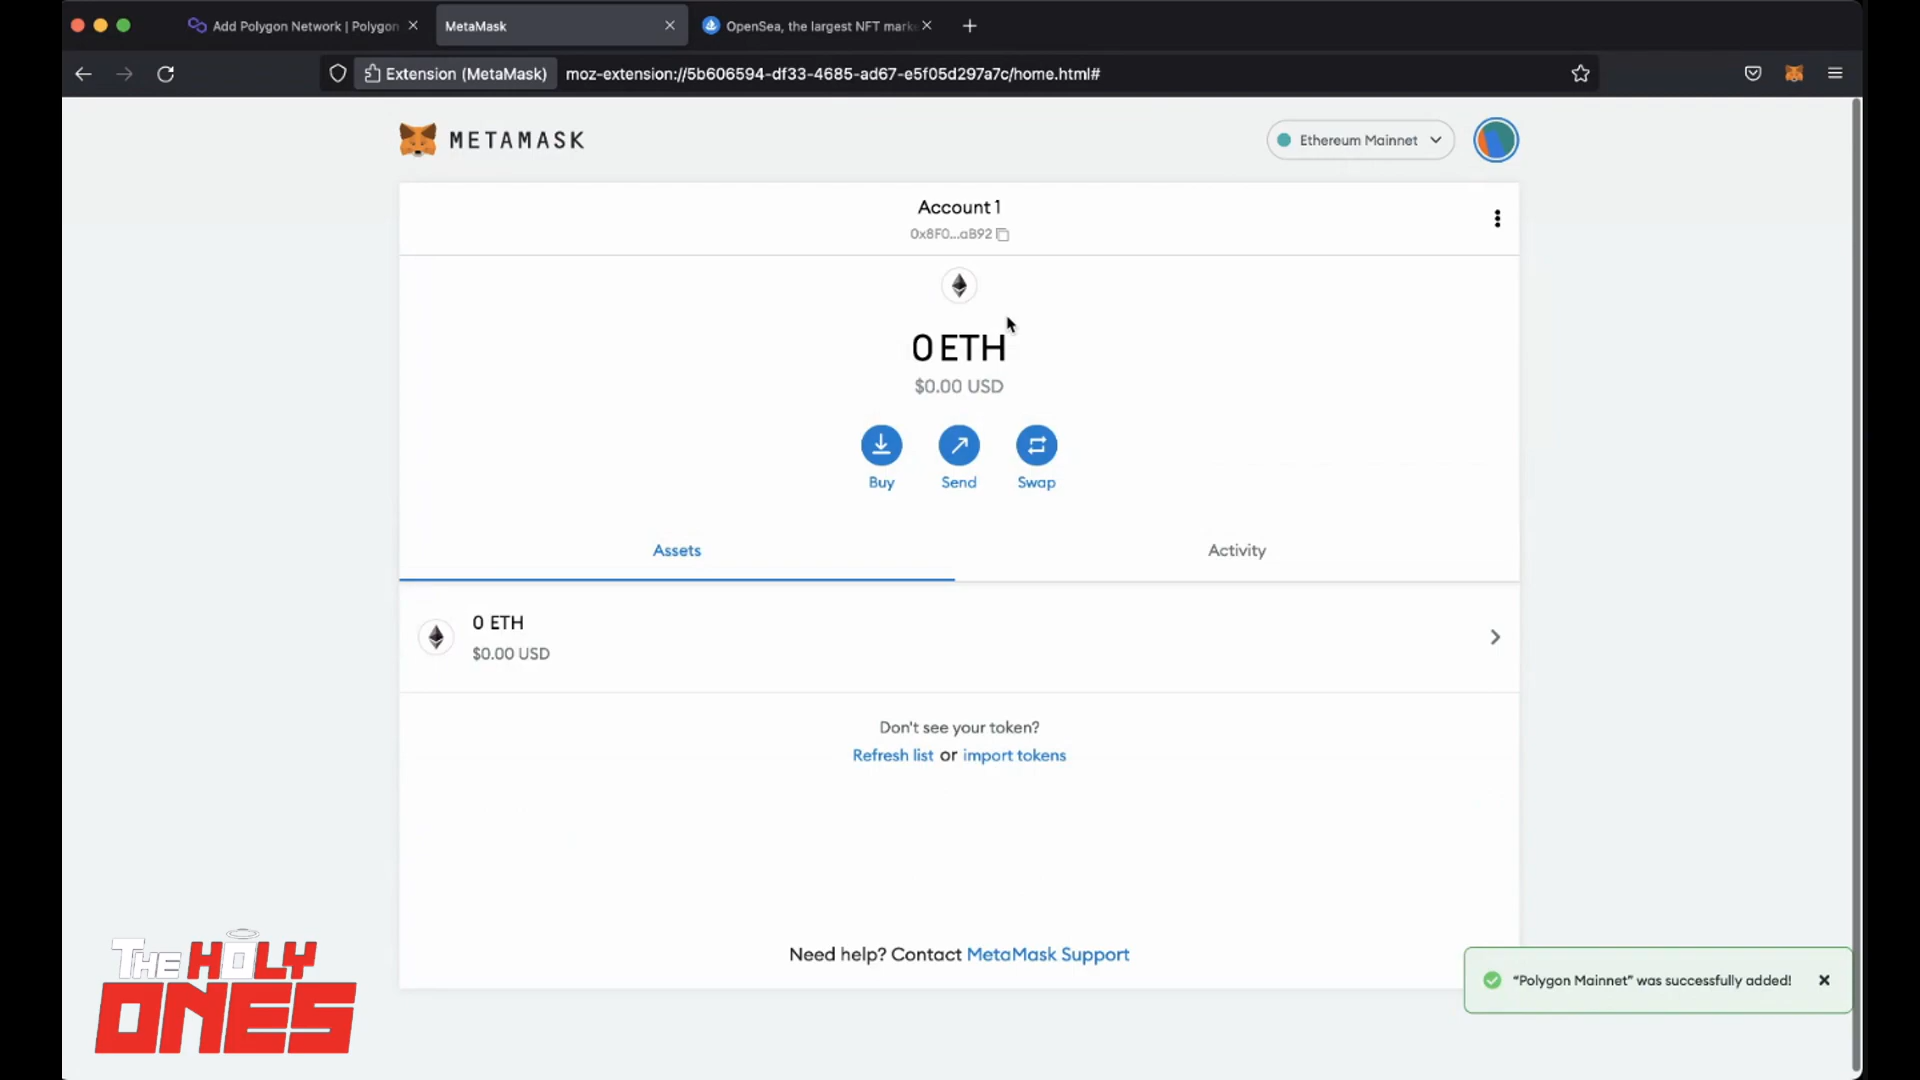 Add Polygon Network | Polygon
MetaMask
OpenSea, the largest NFT mark
Extension (MetaMask)
moz-extension://5b606594-df33-4685-ad67-e5f05d297a7c/home.html#
METAMASK
Ethereum Mainnet
Account 1
0x8F0...aB92
0 ETH
$0.00 USD
Buy
Send
Swap
Assets
Activity
0 ETH
$0.00 USD
Don't see your token?
Refresh list or import tokens
Need help? Contact MetaMask Support
"Polygon Mainnet" was successfully added!
THE HOLY
ONES